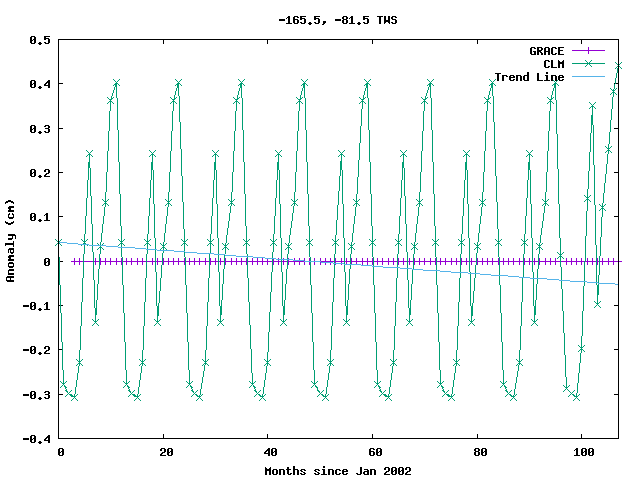 -165.5, -81.5 TWS
0.5
0.4
0.3
0.2
0.1
0
-0.1
-0.2
-0.3
-0.4
Anomaly (cm)
GRACE
CLM
Trend Line
0 20 40 60 80 100
Months since Jan 2002